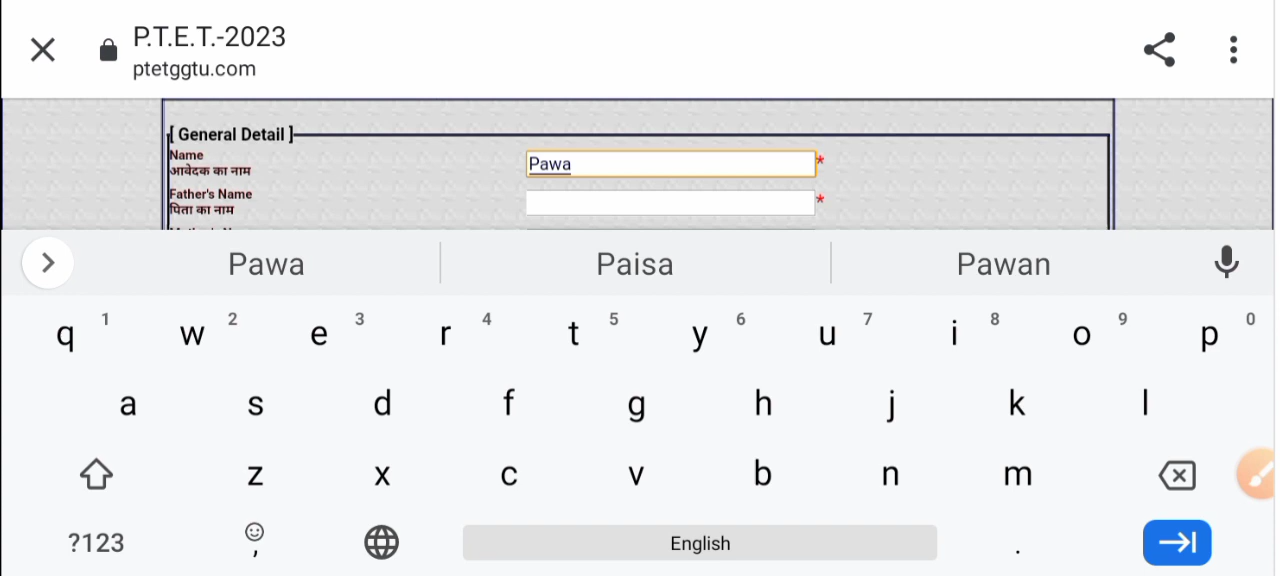 P.T.E.T.-2023
ptetggtu.com
[ General Detail ]
Name
आवेदक का नाम
Pawa *
Father's Name
पिता का नाम
*
Pawa Paisa Pawan
q 1 w 2 e 3 r 4 t 5 y 6 u 7 i 8 o 9 p 0
a s d f g h j k l
z x c v b n m
?123 , English .